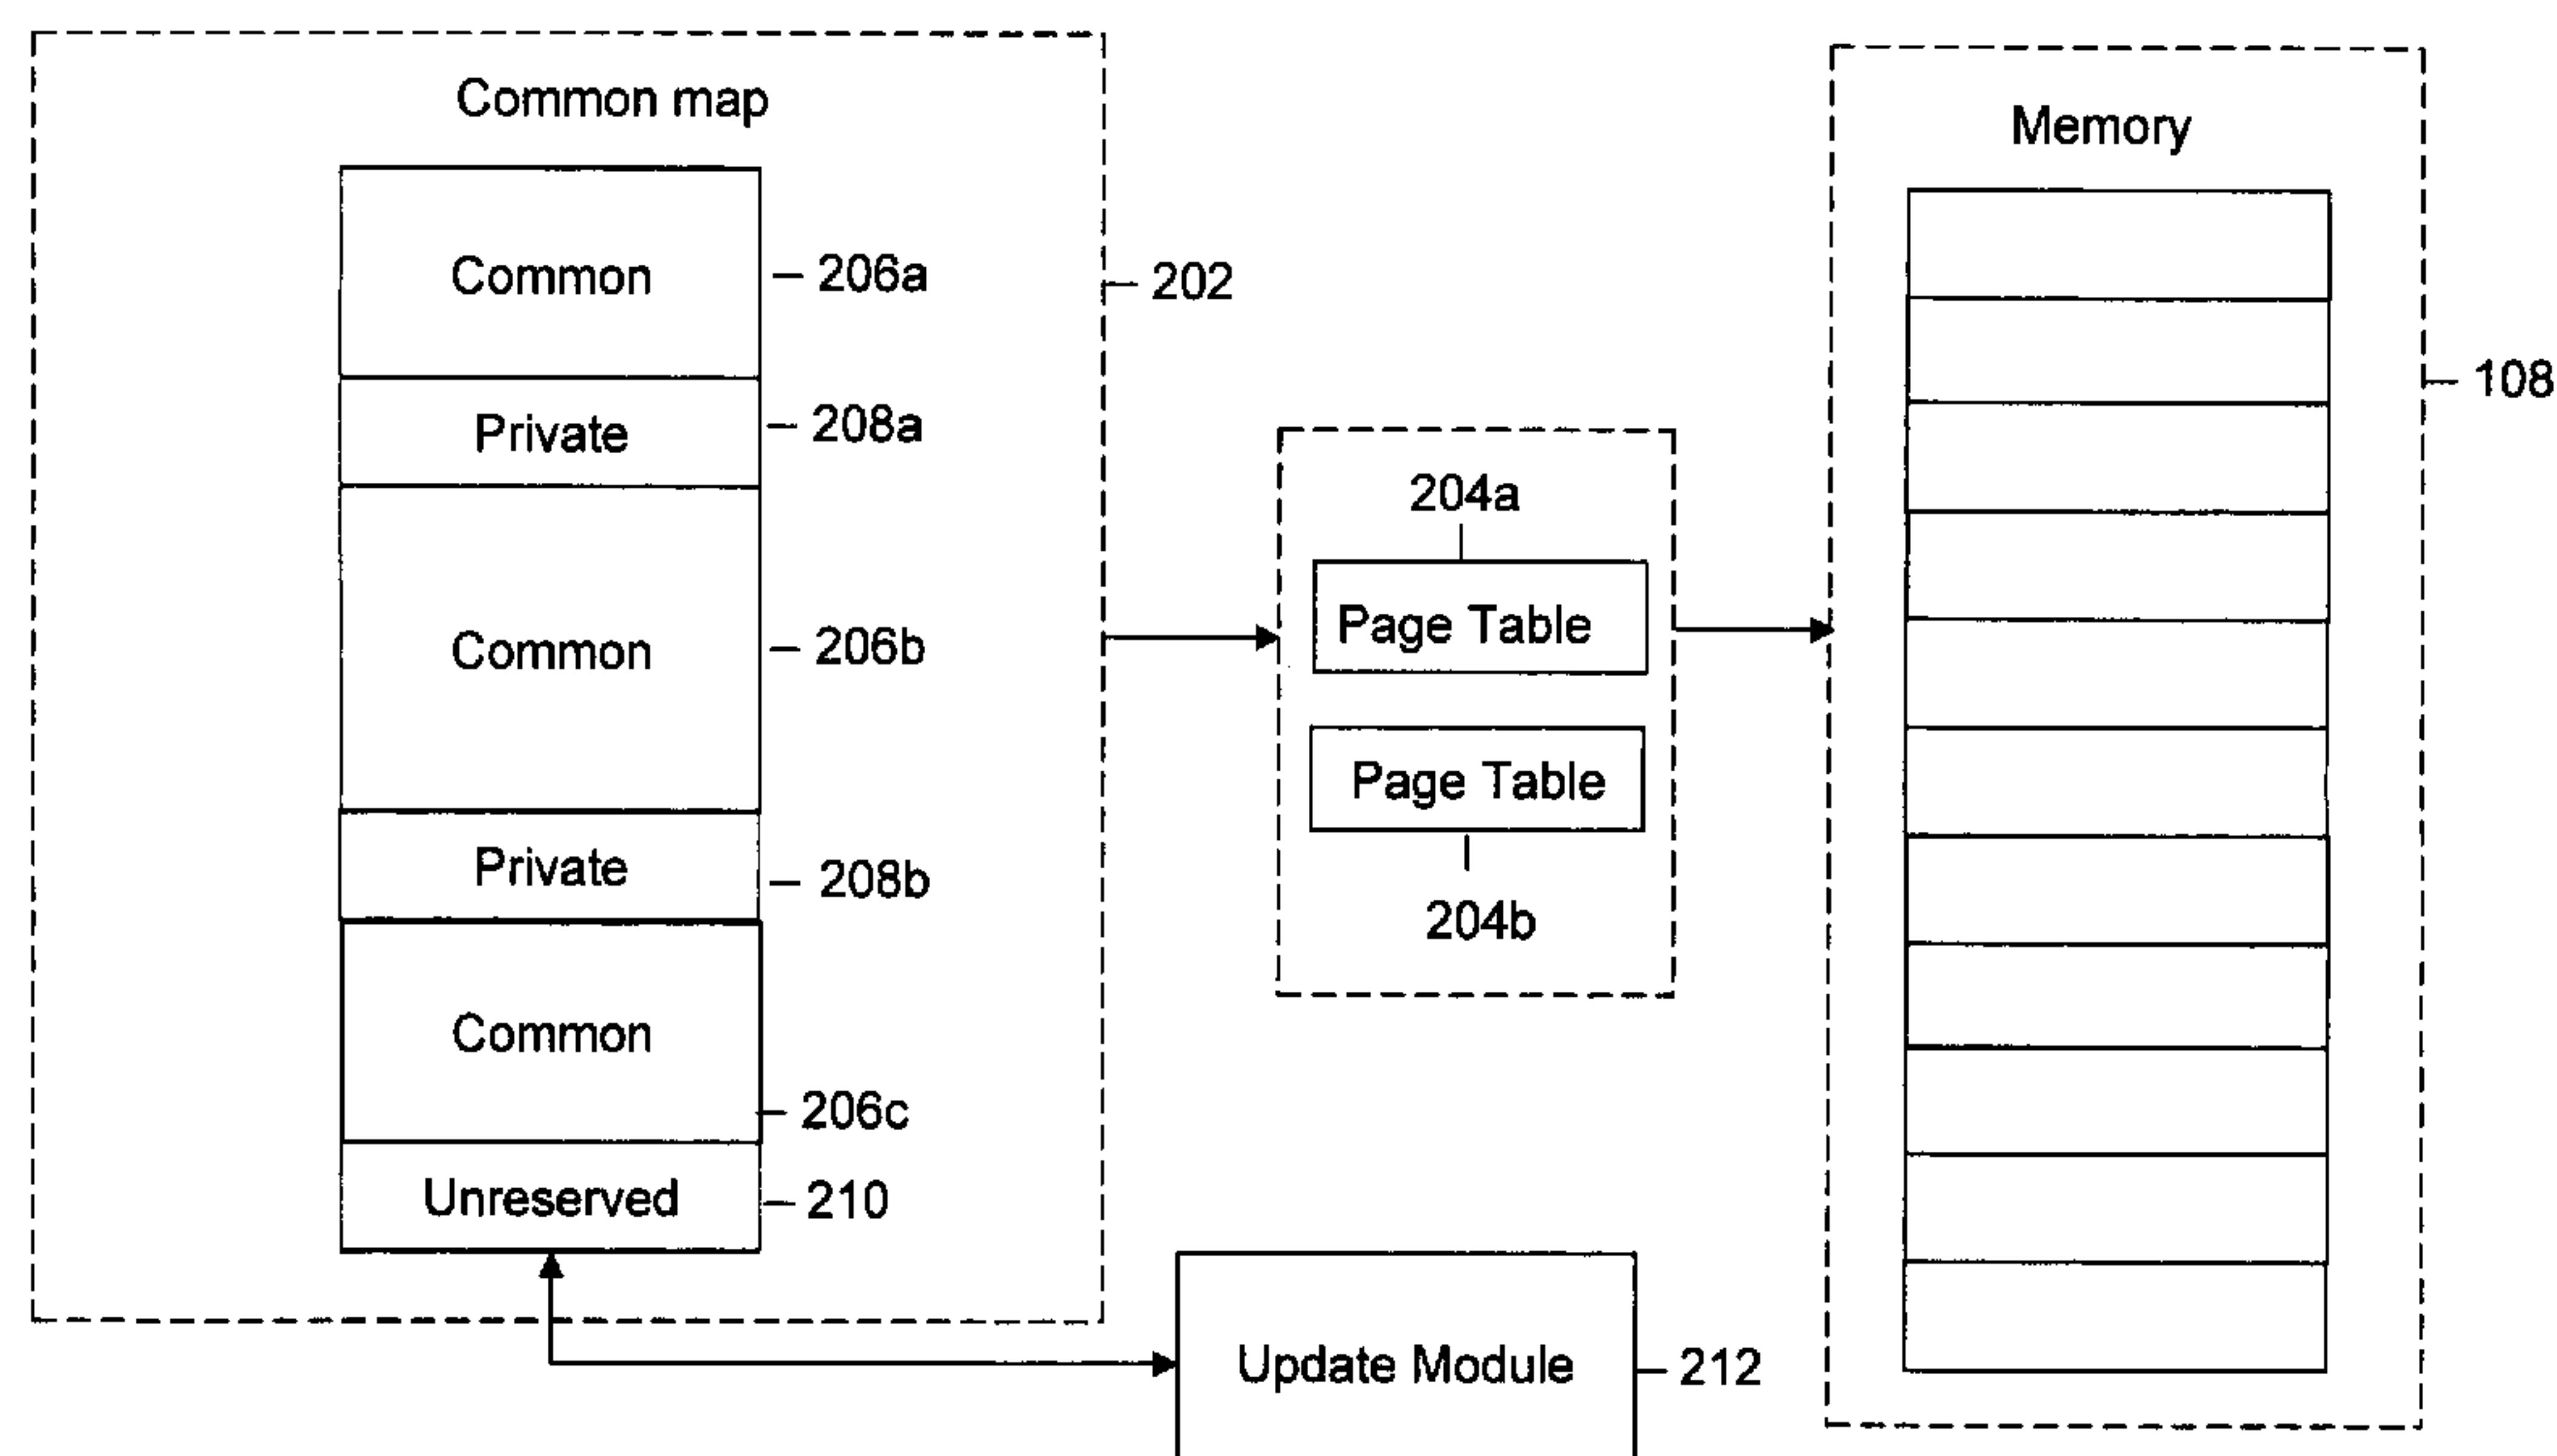 Common map
Common
206a
202
Private
208a
Common
206b
Private
208b
Common
206c
Unreserved
210
204a
Page Table
Page Table
204b
Memory
108
Update Module
212